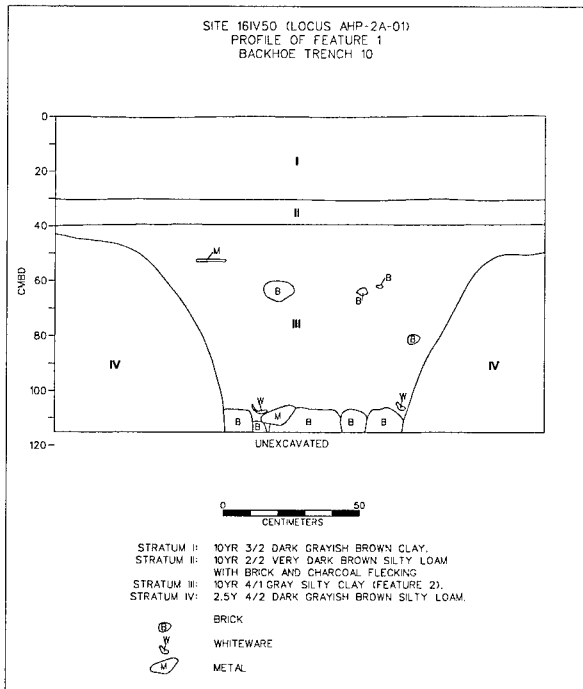 SITE 16IV50 (LOCUS AHP-2A-01)
PROFILE OF FEATURE 1
BACKHOE TRENCH 10
0
I
20
II
40
M
B
60
B
B
CMBD
III
80
B
IV
IV
100
W
W
M
B
B
B
B
B
120
UNEXCAVATED
0
50
CENTIMETERS
STRATUM I: 10YR 3/2 DARK GRAYISH BROWN CLAY.
STRATUM II: 10YR 2/2 VERY DARK BROWN SILTY LOAM
WITH BRICK AND CHARCOAL FLECKING
STRATUM III: 10YR 4/1 GRAY SILTY CLAY (FEATURE 2).
STRATUM IV: 2.5Y 4/2 DARK GRAYISH BROWN SILTY LOAM.
B BRICK
W WHITEWARE
M METAL